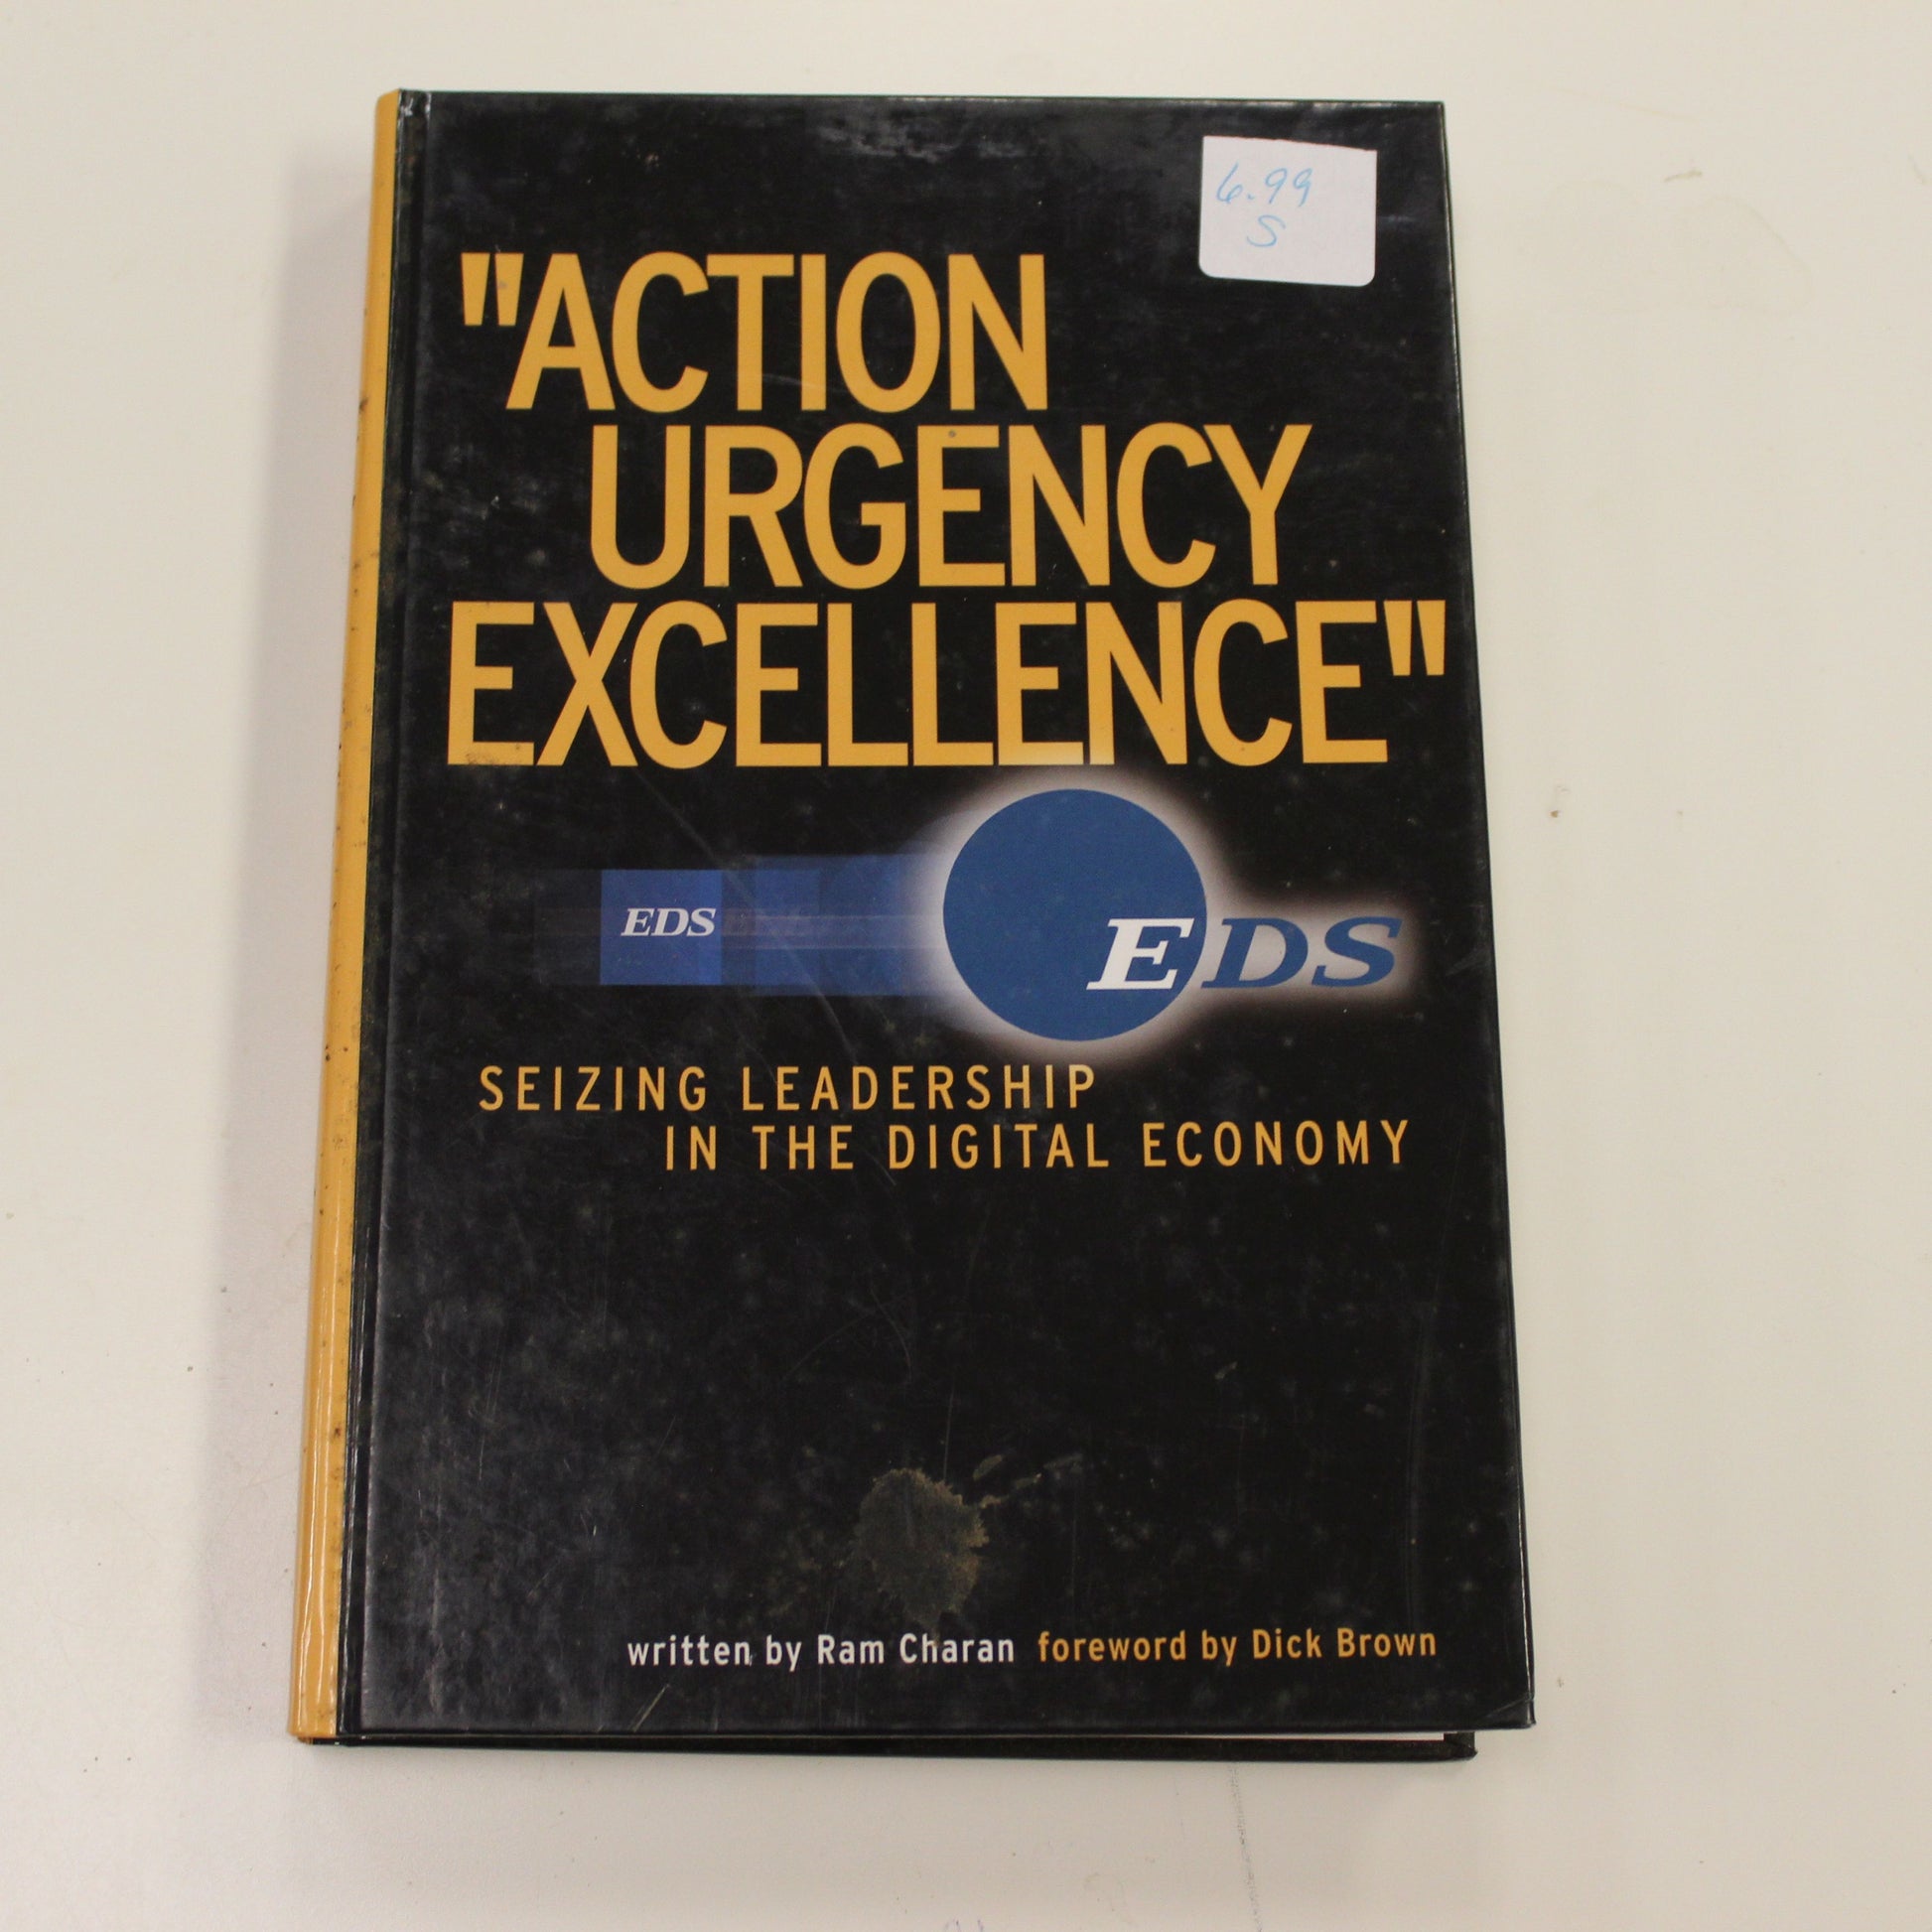 6.99
S
"ACTION
URGENCY
EXCELLENCE"
EDS
EDS
SEIZING LEADERSHIP
IN THE DIGITAL ECONOMY
written by Ram Charan foreword by Dick Brown